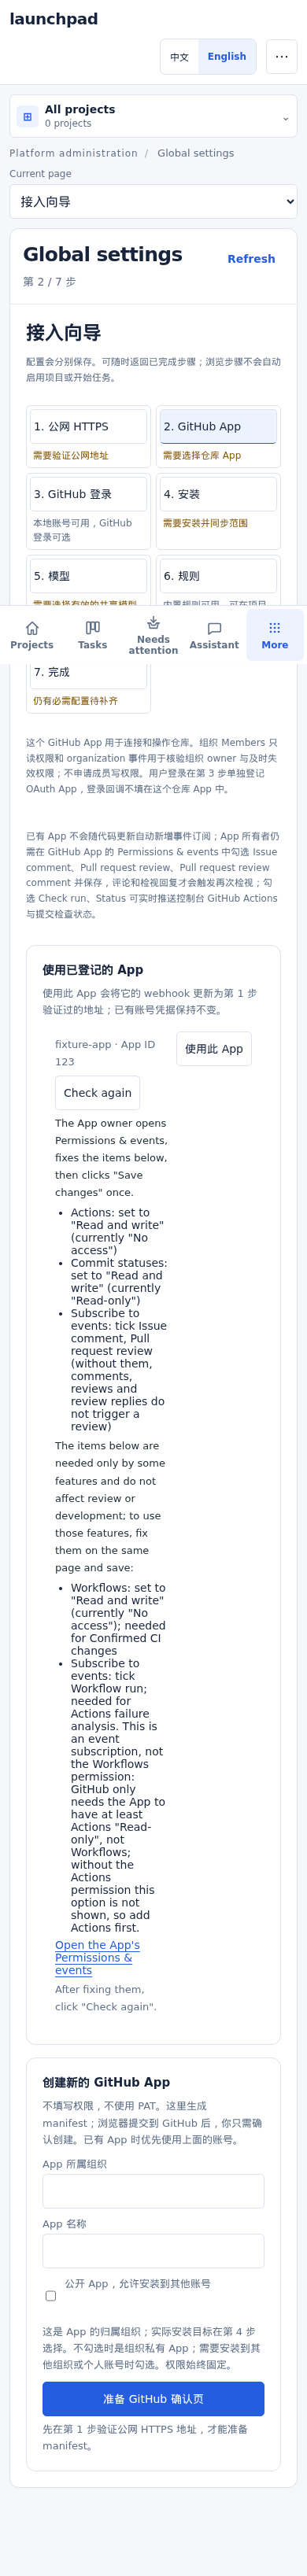 launchpad
中文
English
⋯
All projects
0 projects
Platform administration / Global settings
Current page
接入向导
Global settings
Refresh
第 2 / 7 步
接入向导
配置会分别保存。可随时返回已完成步骤；浏览步骤不会自
启用项目或开始任务。
1. 公网 HTTPS
需要验证公网地址
2. GitHub App
需要选择仓库 App
3. GitHub 登录
本地账号可用，GitHub
登录可选
4. 安装
需要安装并同步范围
5. 模型
6. 规则
Projects
Tasks
Needs
attention
Assistant
More
7. 完成
仍有必需配置待补齐
这个 GitHub App 用于连接和操作仓库。组织 Members 只
读权限和 organization 事件用于核验组织 owner 与及时失
效权限；不申请成员写权限。用户登录在第 3 步单独登记
OAuth App，登录回调不填在这个仓库 App 中。
已有 App 不会随代码更新自动新增事件订阅；App 所有者仍
需在 GitHub App 的 Permissions & events 中勾选 Issue
comment、Pull request review、Pull request review
comment 并保存，评论和检视回复才会触发再次检视；勾
选 Check run、Status 可实时推送控制台 GitHub Actions
与提交检查状态。
使用已登记的 App
使用此 App 会将它的 webhook 更新为第 1 步
验证过的地址；已有账号凭据保持不变。
fixture-app · App ID
123
使用此 App
Check again
The App owner opens
Permissions & events,
fixes the items below,
then clicks "Save
changes" once.
• Actions: set to
"Read and write"
(currently "No
access")
• Commit statuses:
set to "Read and
write" (currently
"Read-only")
• Subscribe to
events: tick Issue
comment, Pull
request review
(without them,
comments,
reviews and
review replies do
not trigger a
review)
The items below are
needed only by some
features and do not
affect review or
development; to use
those features, fix
them on the same
page and save:
• Workflows: set to
"Read and write"
(currently "No
access"); needed
for Confirmed CI
changes
• Subscribe to
events: tick
Workflow run;
needed for
Actions failure
analysis. This is
an event
subscription, not
the Workflows
permission:
GitHub only
needs the App to
have at least
Actions "Read-
only", not
Workflows;
without the
Actions
permission this
option is not
shown, so add
Actions first.
Open the App's
Permissions &
events
After fixing them,
click "Check again".
创建新的 GitHub App
不填写权限，不使用 PAT。这里生成
manifest；浏览器提交到 GitHub 后，你只需确
认创建。已有 App 时优先使用上面的账号。
App 所属组织
App 名称
公开 App，允许安装到其他账号
这是 App 的归属组织；实际安装目标在第 4 步
选择。不勾选时是组织私有 App；需要安装到其
他组织或个人账号时勾选。权限始终固定。
准备 GitHub 确认页
先在第 1 步验证公网 HTTPS 地址，才能准备
manifest。